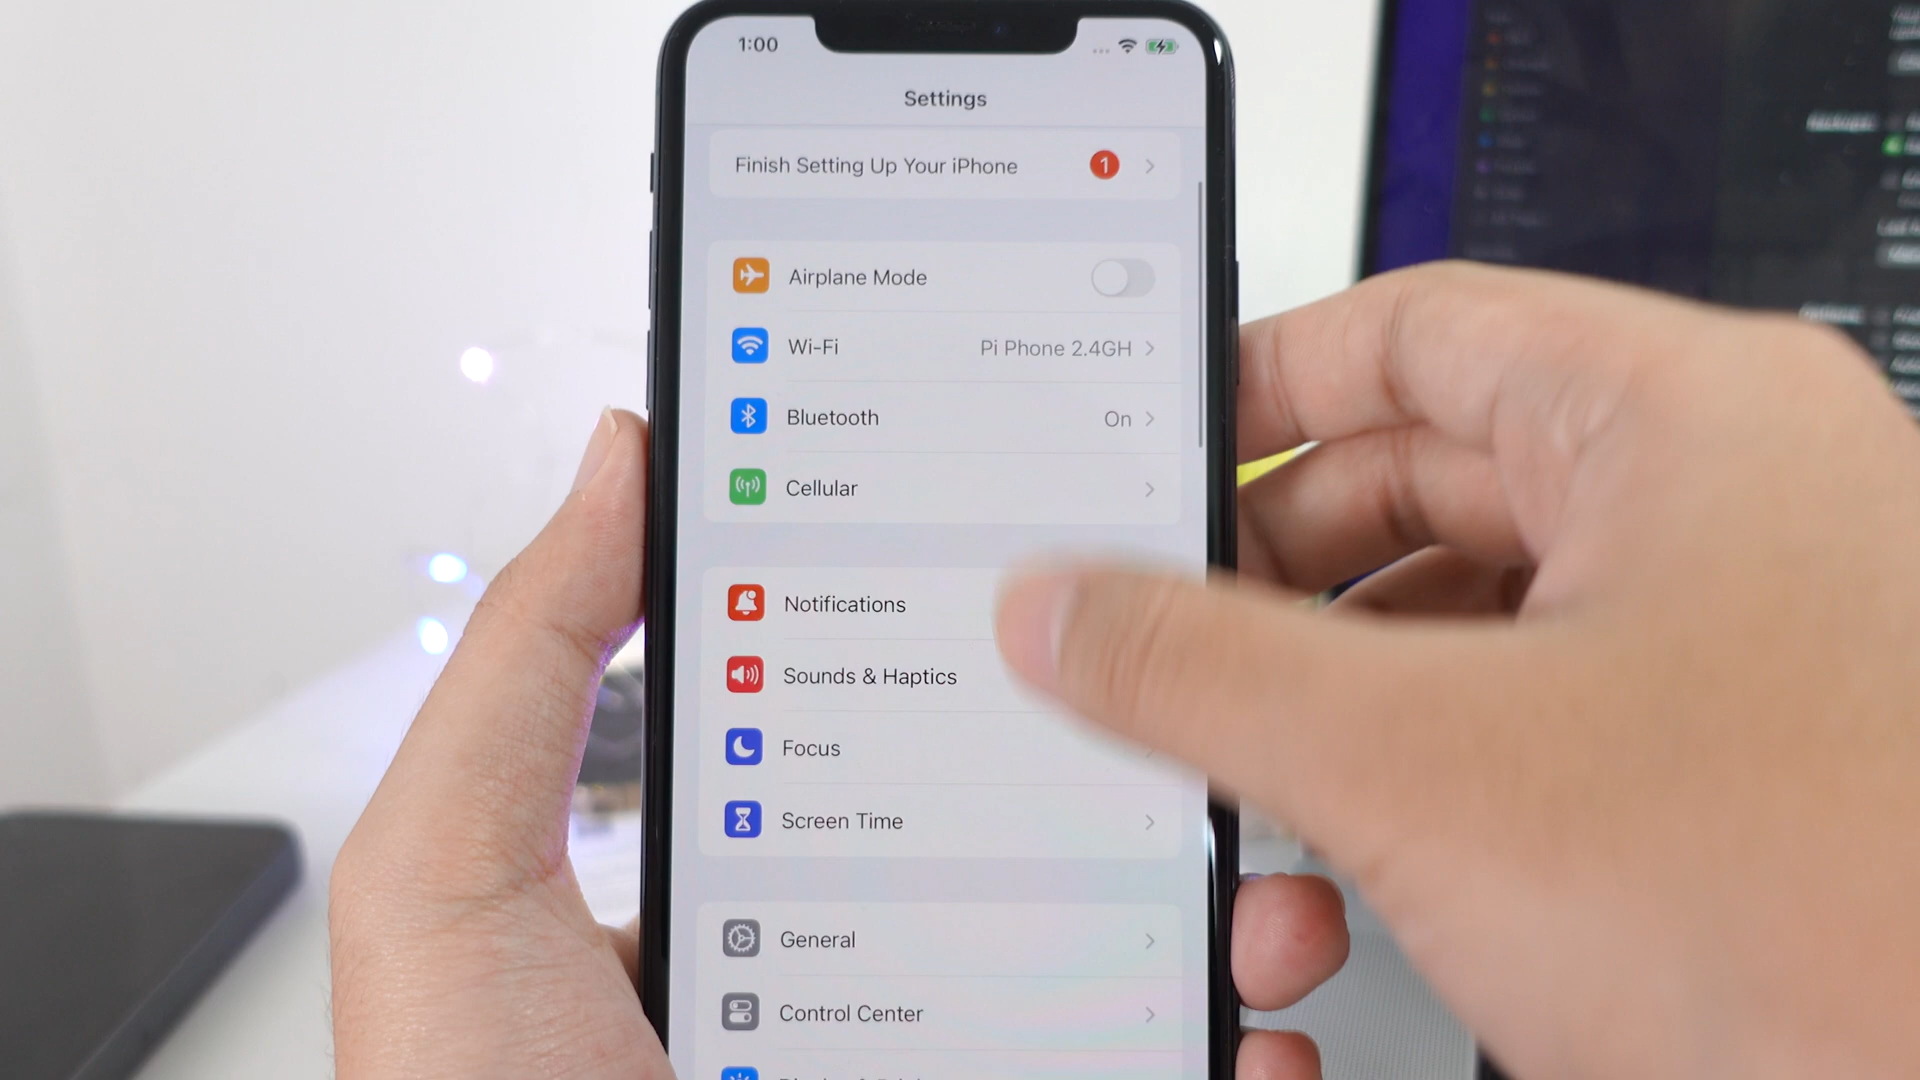 1:00
Settings
Finish Setting Up Your iPhone 1
Airplane Mode
Wi-Fi Pi Phone 2.4GH
Bluetooth On
Cellular
Notifications
Sounds & Haptics
Focus
Screen Time
General
Control Center